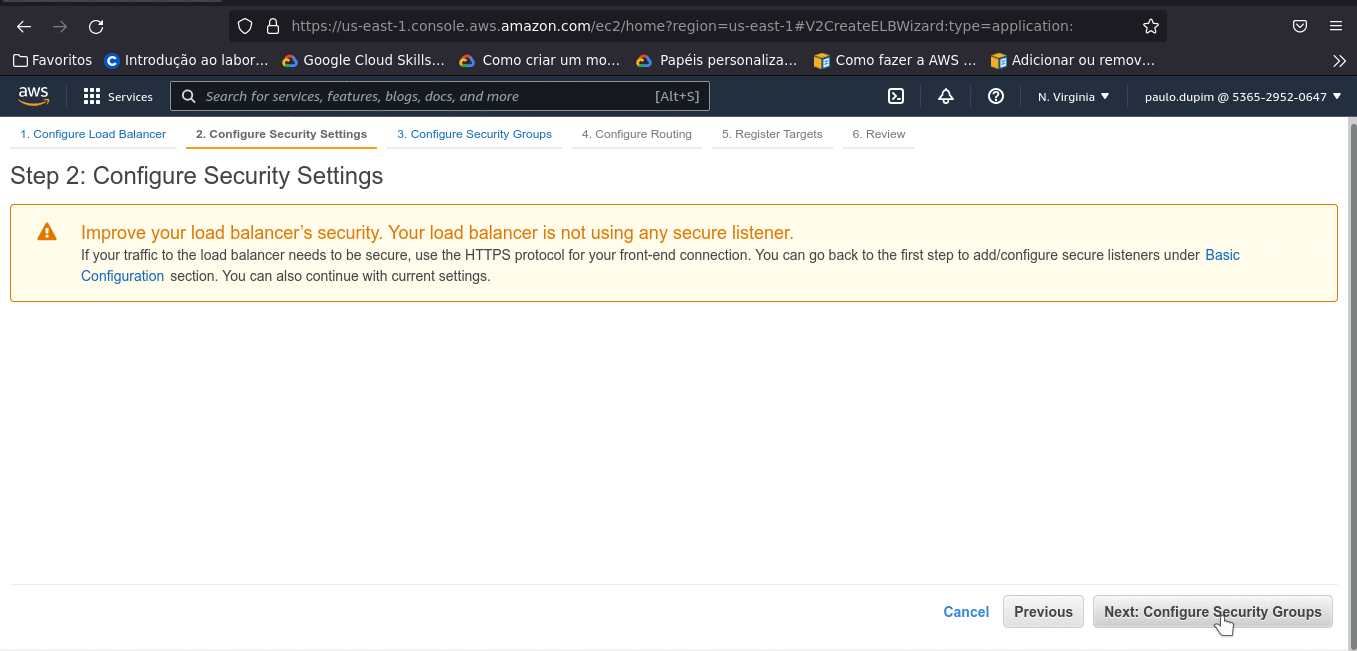 https://us-east-1.console.aws.amazon.com/ec2/home?region=us-east-1#V2CreateELBWizard:type=application:
Favoritos Introdução ao labor… Google Cloud Skills… Como criar um mo… Papéis personaliza… Como fazer a AWS … Adicionar ou remov…
aws Services Search for services, features, blogs, docs, and more [Alt+S] N. Virginia paulo.dupim @ 5365-2952-0647
1. Configure Load Balancer 2. Configure Security Settings 3. Configure Security Groups 4. Configure Routing 5. Register Targets 6. Review
Step 2: Configure Security Settings
Improve your load balancer’s security. Your load balancer is not using any secure listener.
If your traffic to the load balancer needs to be secure, use the HTTPS protocol for your front-end connection. You can go back to the first step to add/configure secure listeners under Basic
Configuration section. You can also continue with current settings.
Cancel Previous Next: Configure Security Groups